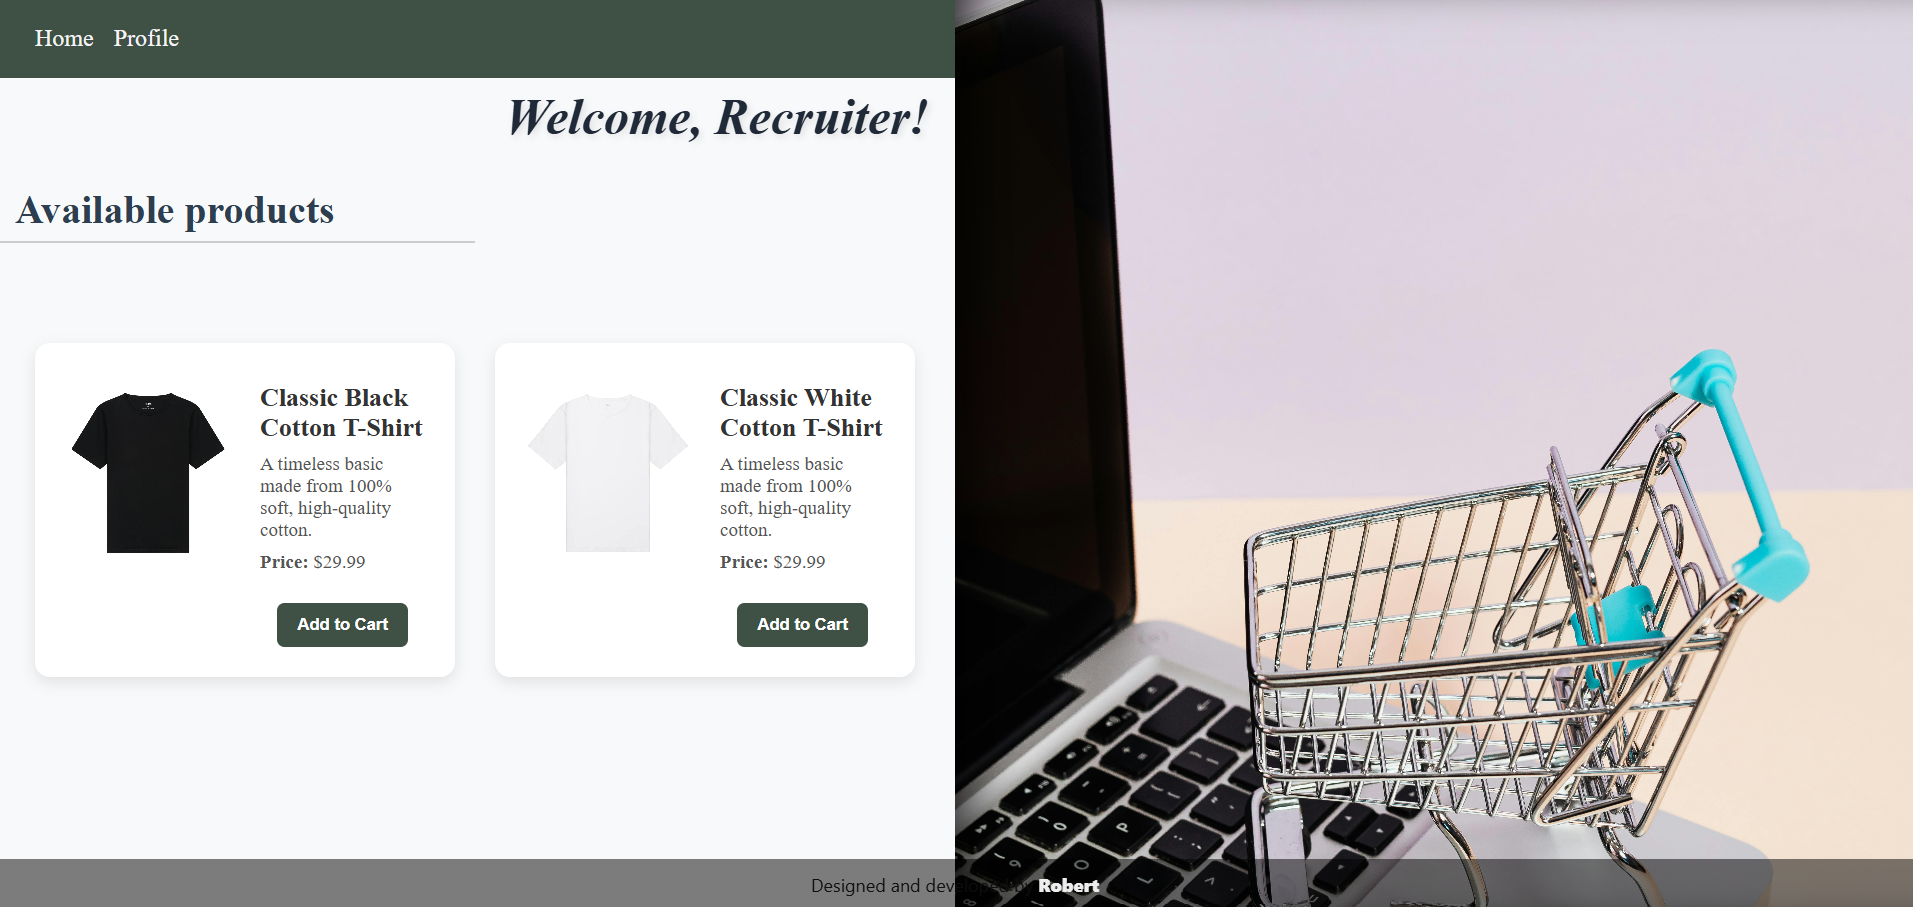 Home Profile
Welcome, Recruiter!
Available products
Classic Black
Cotton T-Shirt
A timeless basic
made from 100%
soft, high-quality
cotton.
Price: $29.99
Add to Cart
Classic White
Cotton T-Shirt
A timeless basic
made from 100%
soft, high-quality
cotton.
Price: $29.99
Add to Cart
Designed and developed by Robert